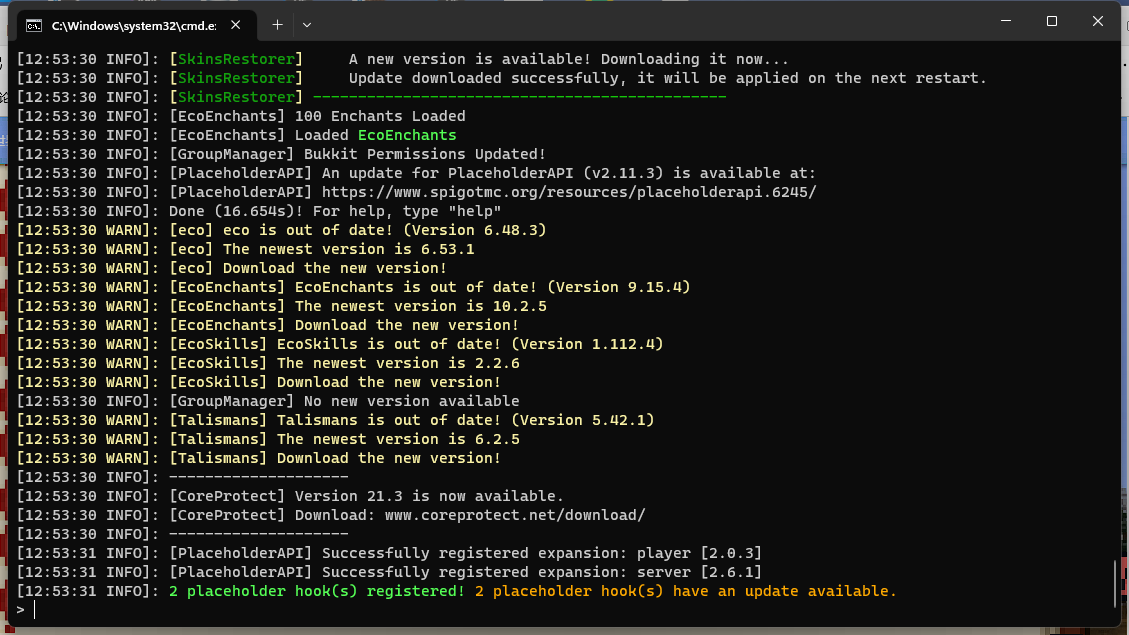 C:\Windows\system32\cmd.e:
[12:53:30 INFO]: [SkinsRestorer]     A new version is available! Downloading it now...
[12:53:30 INFO]: [SkinsRestorer]     Update downloaded successfully, it will be applied on the next restart.
[12:53:30 INFO]: [SkinsRestorer] ----------------------------------------------
[12:53:30 INFO]: [EcoEnchants] 100 Enchants Loaded
[12:53:30 INFO]: [EcoEnchants] Loaded EcoEnchants
[12:53:30 INFO]: [GroupManager] Bukkit Permissions Updated!
[12:53:30 INFO]: [PlaceholderAPI] An update for PlaceholderAPI (v2.11.3) is available at:
[12:53:30 INFO]: [PlaceholderAPI] https://www.spigotmc.org/resources/placeholderapi.6245/
[12:53:30 INFO]: Done (16.654s)! For help, type "help"
[12:53:30 WARN]: [eco] eco is out of date! (Version 6.48.3)
[12:53:30 WARN]: [eco] The newest version is 6.53.1
[12:53:30 WARN]: [eco] Download the new version!
[12:53:30 WARN]: [EcoEnchants] EcoEnchants is out of date! (Version 9.15.4)
[12:53:30 WARN]: [EcoEnchants] The newest version is 10.2.5
[12:53:30 WARN]: [EcoEnchants] Download the new version!
[12:53:30 WARN]: [EcoSkills] EcoSkills is out of date! (Version 1.112.4)
[12:53:30 WARN]: [EcoSkills] The newest version is 2.2.6
[12:53:30 WARN]: [EcoSkills] Download the new version!
[12:53:30 INFO]: [GroupManager] No new version available
[12:53:30 WARN]: [Talismans] Talismans is out of date! (Version 5.42.1)
[12:53:30 WARN]: [Talismans] The newest version is 6.2.5
[12:53:30 WARN]: [Talismans] Download the new version!
[12:53:30 INFO]: --------------------
[12:53:30 INFO]: [CoreProtect] Version 21.3 is now available.
[12:53:30 INFO]: [CoreProtect] Download: www.coreprotect.net/download/
[12:53:30 INFO]: --------------------
[12:53:31 INFO]: [PlaceholderAPI] Successfully registered expansion: player [2.0.3]
[12:53:31 INFO]: [PlaceholderAPI] Successfully registered expansion: server [2.6.1]
[12:53:31 INFO]: 2 placeholder hook(s) registered! 2 placeholder hook(s) have an update available.
>